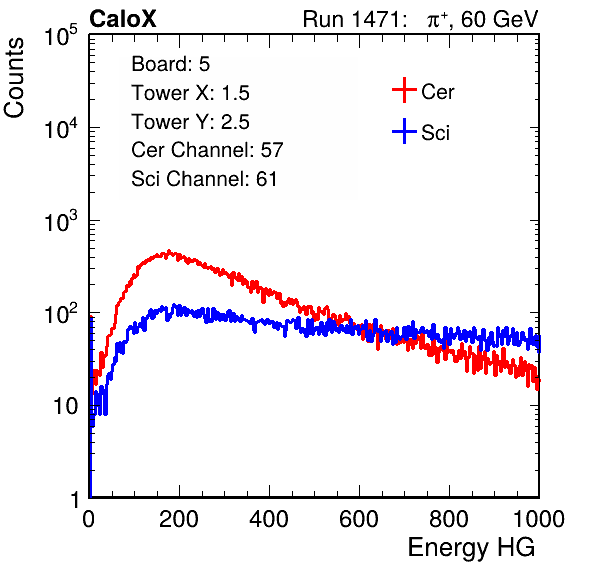 CaloX Run 1471: π⁺, 60 GeV
Board: 5
Tower X: 1.5
Tower Y: 2.5
Cer Channel: 57
Sci Channel: 61
Cer
Sci
Counts
10⁵
10⁴
10³
10²
10
1
0 200 400 600 800 1000
Energy HG